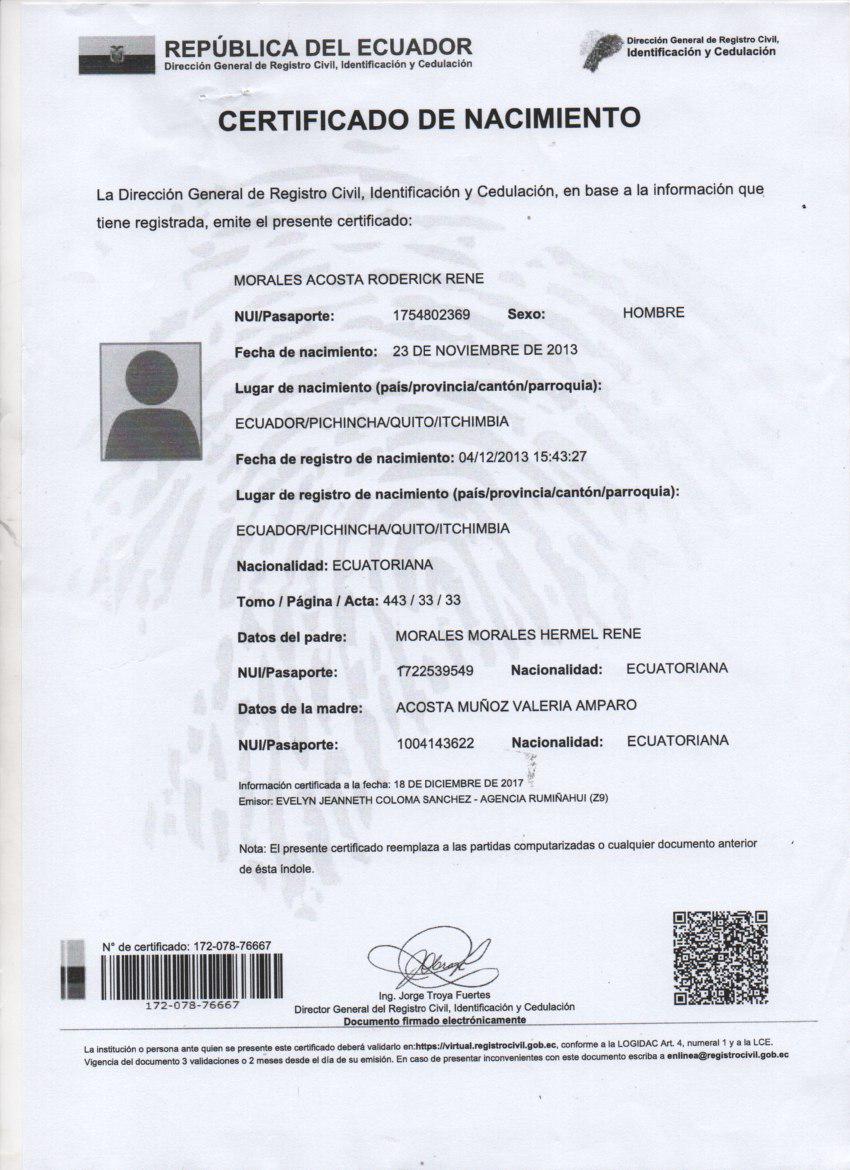 REPÚBLICA DEL ECUADOR
Dirección General de Registro Civil, Identificación y Cedulación
Dirección General de Registro Civil,
Identificación y Cedulación
CERTIFICADO DE NACIMIENTO
La Dirección General de Registro Civil, Identificación y Cedulación, en base a la información que
tiene registrada, emite el presente certificado:
MORALES ACOSTA RODERICK RENE
NUI/Pasaporte: 1754802369 Sexo: HOMBRE
Fecha de nacimiento: 23 DE NOVIEMBRE DE 2013
Lugar de nacimiento (país/provincia/cantón/parroquia):
ECUADOR/PICHINCHA/QUITO/ITCHIMBIA
Fecha de registro de nacimiento: 04/12/2013 15:43:27
Lugar de registro de nacimiento (país/provincia/cantón/parroquia):
ECUADOR/PICHINCHA/QUITO/ITCHIMBIA
Nacionalidad: ECUATORIANA
Tomo / Página / Acta: 443 / 33 / 33
Datos del padre: MORALES MORALES HERMEL RENE
NUI/Pasaporte: 1722539549 Nacionalidad: ECUATORIANA
Datos de la madre: ACOSTA MUÑOZ VALERIA AMPARO
NUI/Pasaporte: 1004143622 Nacionalidad: ECUATORIANA
Información certificada a la fecha: 18 DE DICIEMBRE DE 2017
Emisor: EVELYN JEANNETH COLOMA SANCHEZ - AGENCIA RUMIÑAHUI (Z9)
Nota: El presente certificado reemplaza a las partidas computarizadas o cualquier documento anterior
de ésta índole.
N° de certificado: 172-078-76667
172-078-76667
Ing. Jorge Troya Fuertes
Director General del Registro Civil, Identificación y Cedulación
Documento firmado electrónicamente
La institución o persona ante quien se presente este certificado deberá validarlo en:https://virtual.registrocivil.gob.ec, conforme a la LOGIDAC Art. 4, numeral 1 y a la LCE.
Vigencia del documento 3 validaciones o 2 meses desde el día de su emisión. En caso de presentar inconvenientes con este documento escriba a enlinea@registrocivil.gob.ec